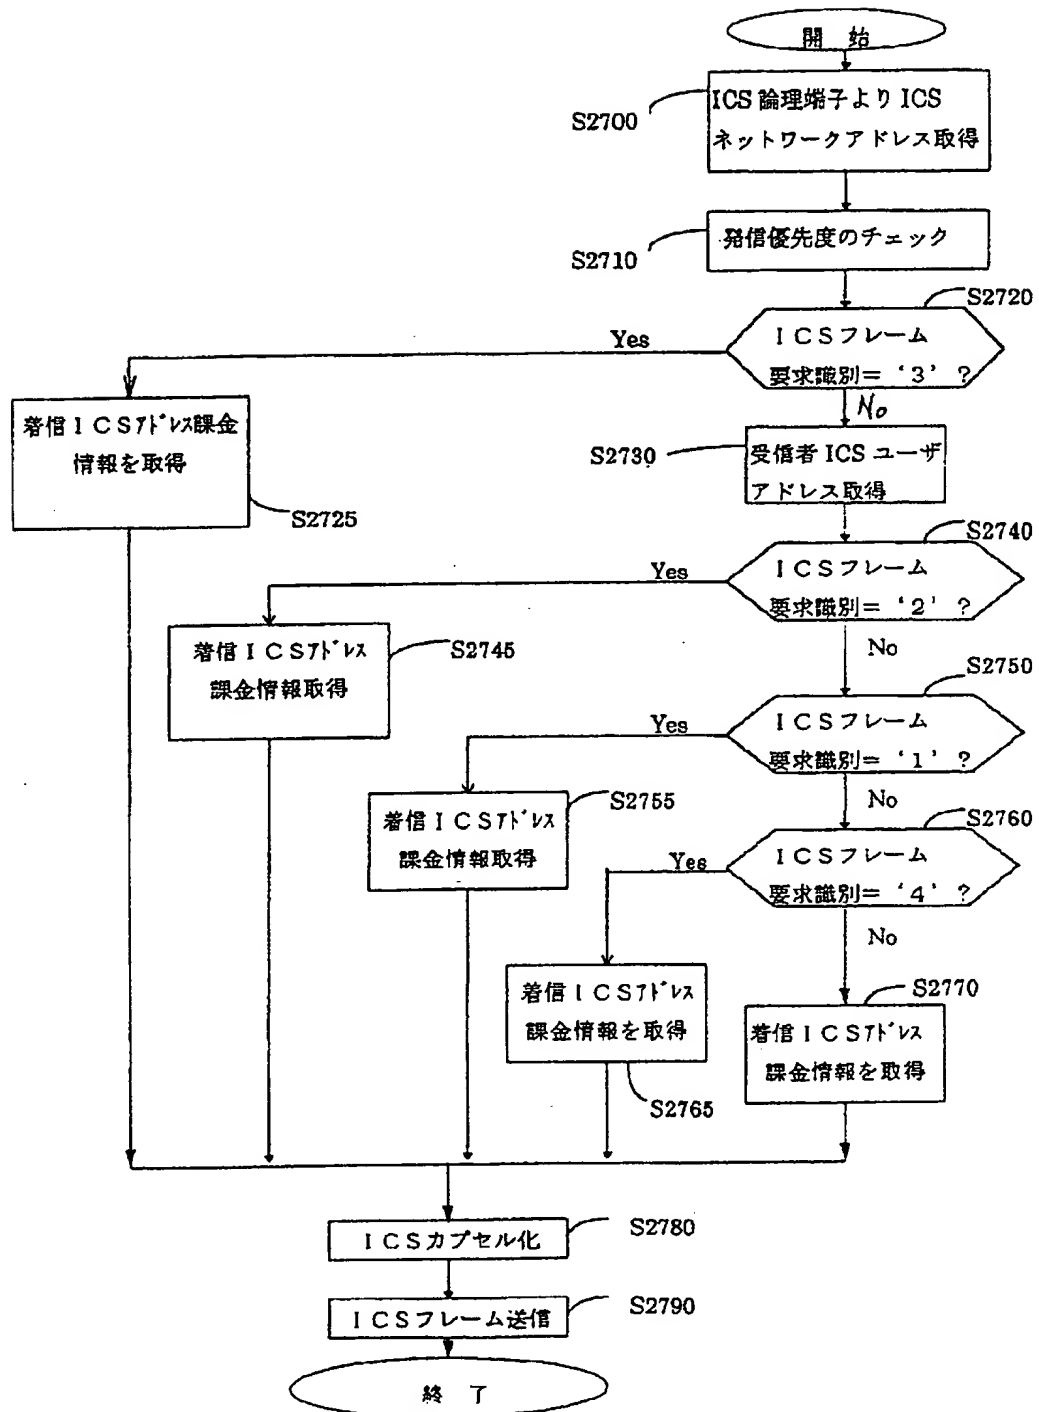 開 始
S2700
ICS 論理端子より ICS
ネットワークアドレス取得
S2710
発信優先度のチェック
S2720
ICSフレーム
要求識別= ‘3’ ?
Yes
No
着信ICSアドレス課金
情報を取得
S2725
S2730
受信者 ICS ユーザ
アドレス取得
S2740
ICSフレーム
要求識別= ‘2’ ?
Yes
No
着信ICSアドレス
課金情報取得
S2745
S2750
ICSフレーム
要求識別= ‘1’ ?
Yes
No
着信ICSアドレス
課金情報取得
S2755
S2760
ICSフレーム
要求識別= ‘4’ ?
Yes
No
着信ICSアドレス
課金情報を取得
S2765
S2770
着信ICSアドレス
課金情報を取得
ICSカプセル化
S2780
ICSフレーム送信
S2790
終 了